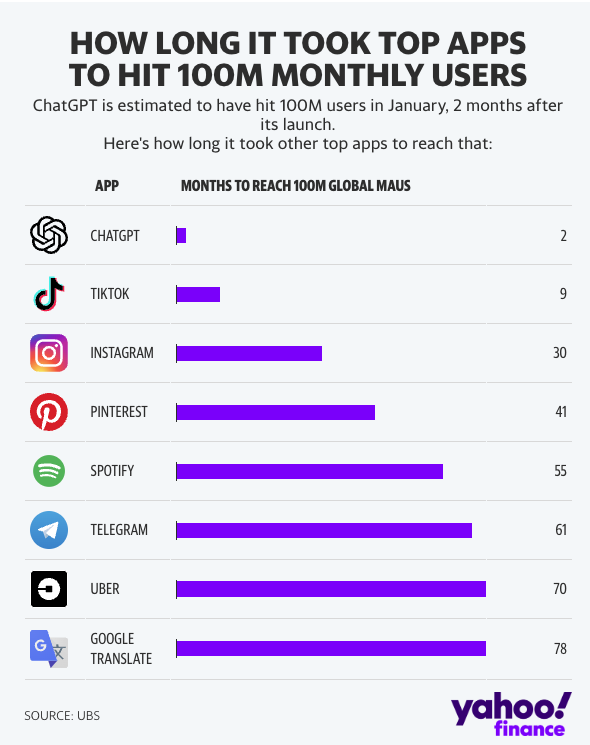 HOW LONG IT TOOK TOP APPS
TO HIT 100M MONTHLY USERS
ChatGPT is estimated to have hit 100M users in January, 2 months after
its launch.
Here's how long it took other top apps to reach that:
APP MONTHS TO REACH 100M GLOBAL MAUS
CHATGPT 2
TIKTOK 9
INSTAGRAM 30
PINTEREST 41
SPOTIFY 55
TELEGRAM 61
UBER 70
G 文
GOOGLE
TRANSLATE 78
SOURCE: UBS
yahoo!
finance